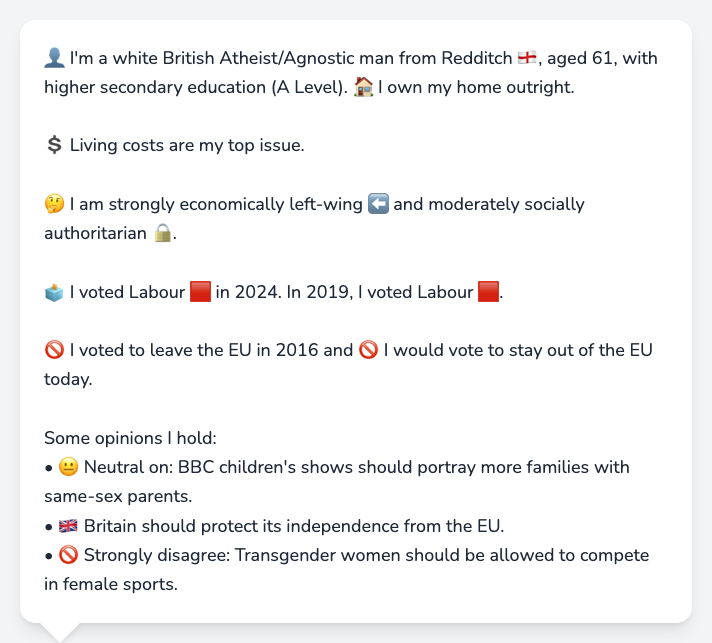 👤 I'm a white British Atheist/Agnostic man from Redditch 🏴󠁧󠁢󠁥󠁮󠁧󠁿, aged 61, with
higher secondary education (A Level). 🏠 I own my home outright.
💲 Living costs are my top issue.
🤔 I am strongly economically left-wing ⬅️ and moderately socially
authoritarian 🔒.
🗳️ I voted Labour 🟥 in 2024. In 2019, I voted Labour 🟥.
🚫 I voted to leave the EU in 2016 and 🚫 I would vote to stay out of the EU
today.
Some opinions I hold:
• 😐 Neutral on: BBC children's shows should portray more families with
same-sex parents.
• 🇬🇧 Britain should protect its independence from the EU.
• 🚫 Strongly disagree: Transgender women should be allowed to compete
in female sports.